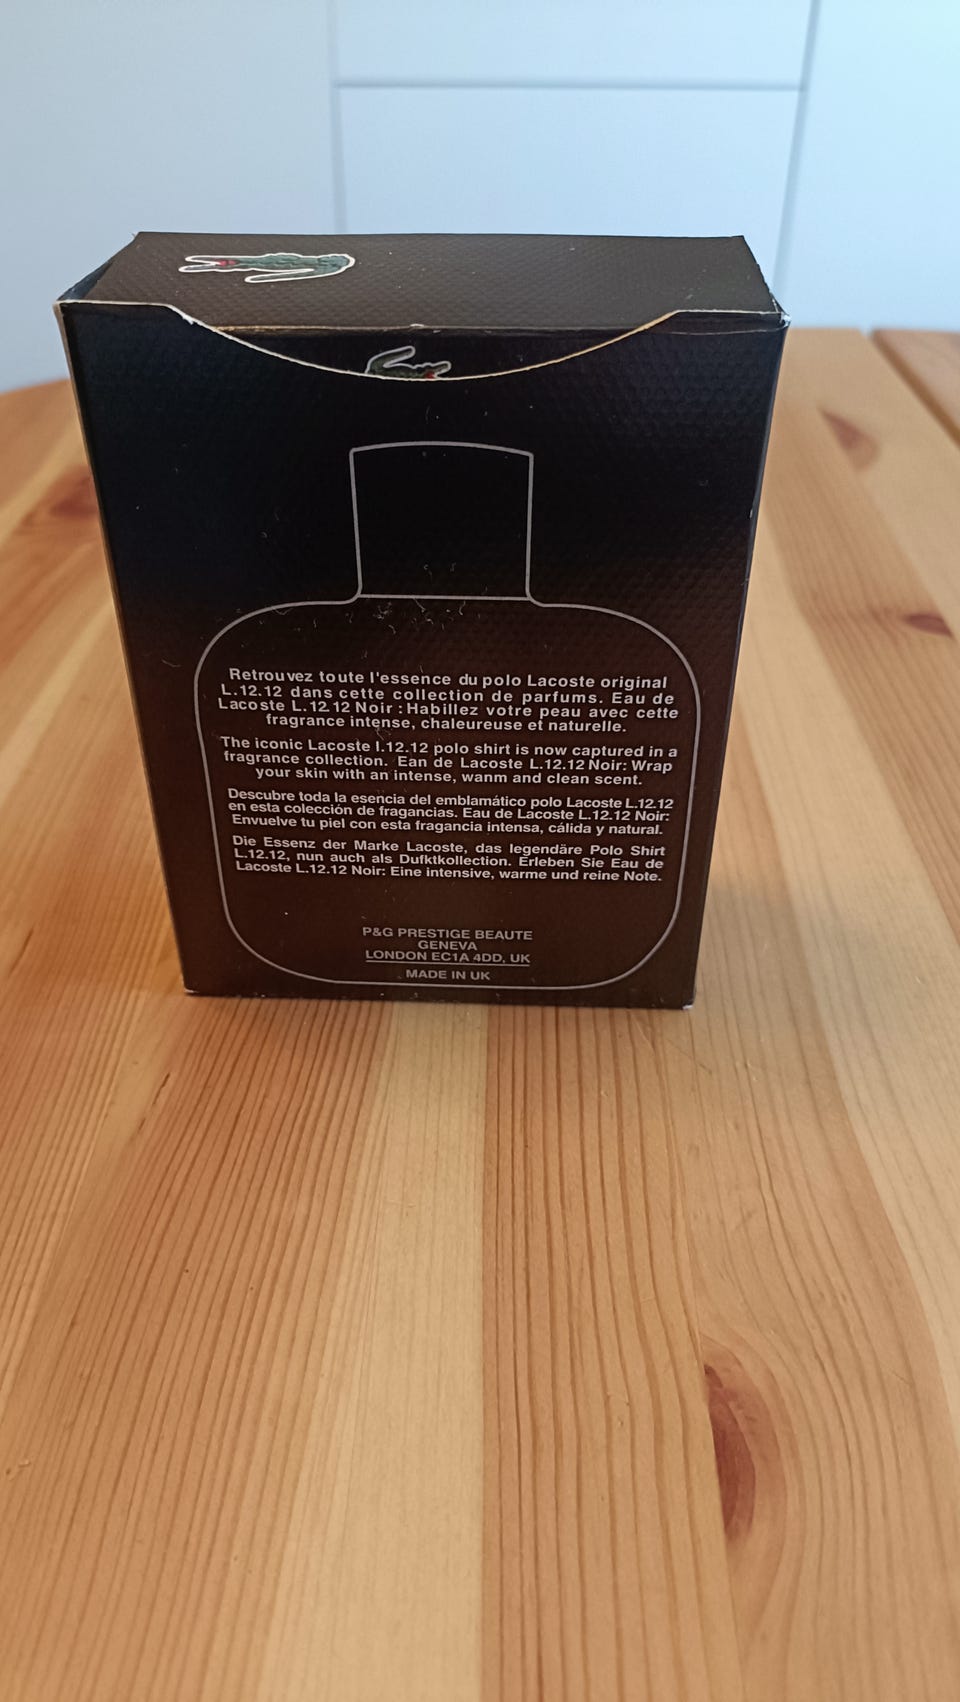 Retrouvez toute l'essence du polo Lacoste original
L.12.12 dans cette collection de parfums. Eau de
Lacoste L.12.12 Noir : Habillez votre peau avec cette
fragrance intense, chaleureuse et naturelle.
The iconic Lacoste l.12.12 polo shirt is now captured in a
fragrance collection. Ean de Lacoste L.12.12 Noir: Wrap
your skin with an intense, wanm and clean scent.
Descubre toda la esencia del emblamático polo Lacoste L.12.12
en esta colección de fragancias. Eau de Lacoste L.12.12 Noir:
Envuelve tu piel con esta fragancia intensa, cálida y natural.
Die Essenz der Marke Lacoste, das legendäre Polo Shirt
L.12.12, nun auch als Dufktkollection. Erleben Sie Eau de
Lacoste L.12.12 Noir: Eine intensive, warme und reine Note.
P&G PRESTIGE BEAUTE
GENEVA
LONDON EC1A 4DD, UK
MADE IN UK